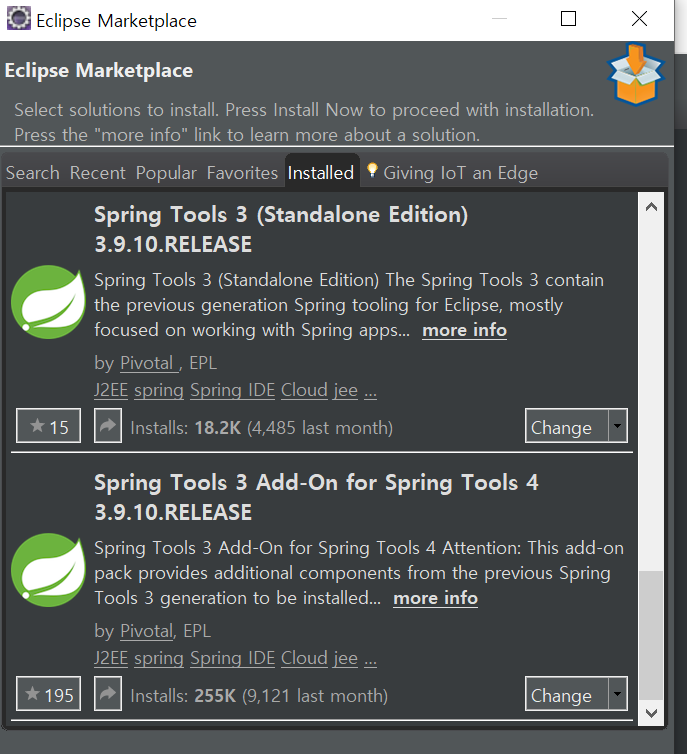 Eclipse Marketplace
Eclipse Marketplace
Select solutions to install. Press Install Now to proceed with installation.
Press the "more info" link to learn more about a solution.
Search Recent Popular Favorites Installed Giving IoT an Edge
Spring Tools 3 (Standalone Edition)
3.9.10.RELEASE
Spring Tools 3 (Standalone Edition) The Spring Tools 3 contain
the previous generation Spring tooling for Eclipse, mostly
focused on working with Spring apps... more info
by Pivotal , EPL
J2EE spring Spring IDE Cloud jee ...
15 Installs: 18.2K (4,485 last month) Change
Spring Tools 3 Add-On for Spring Tools 4
3.9.10.RELEASE
Spring Tools 3 Add-On for Spring Tools 4 Attention: This add-on
pack provides additional components from the previous Spring
Tools 3 generation to be installed... more info
by Pivotal, EPL
J2EE spring Spring IDE Cloud jee ...
195 Installs: 255K (9,121 last month) Change